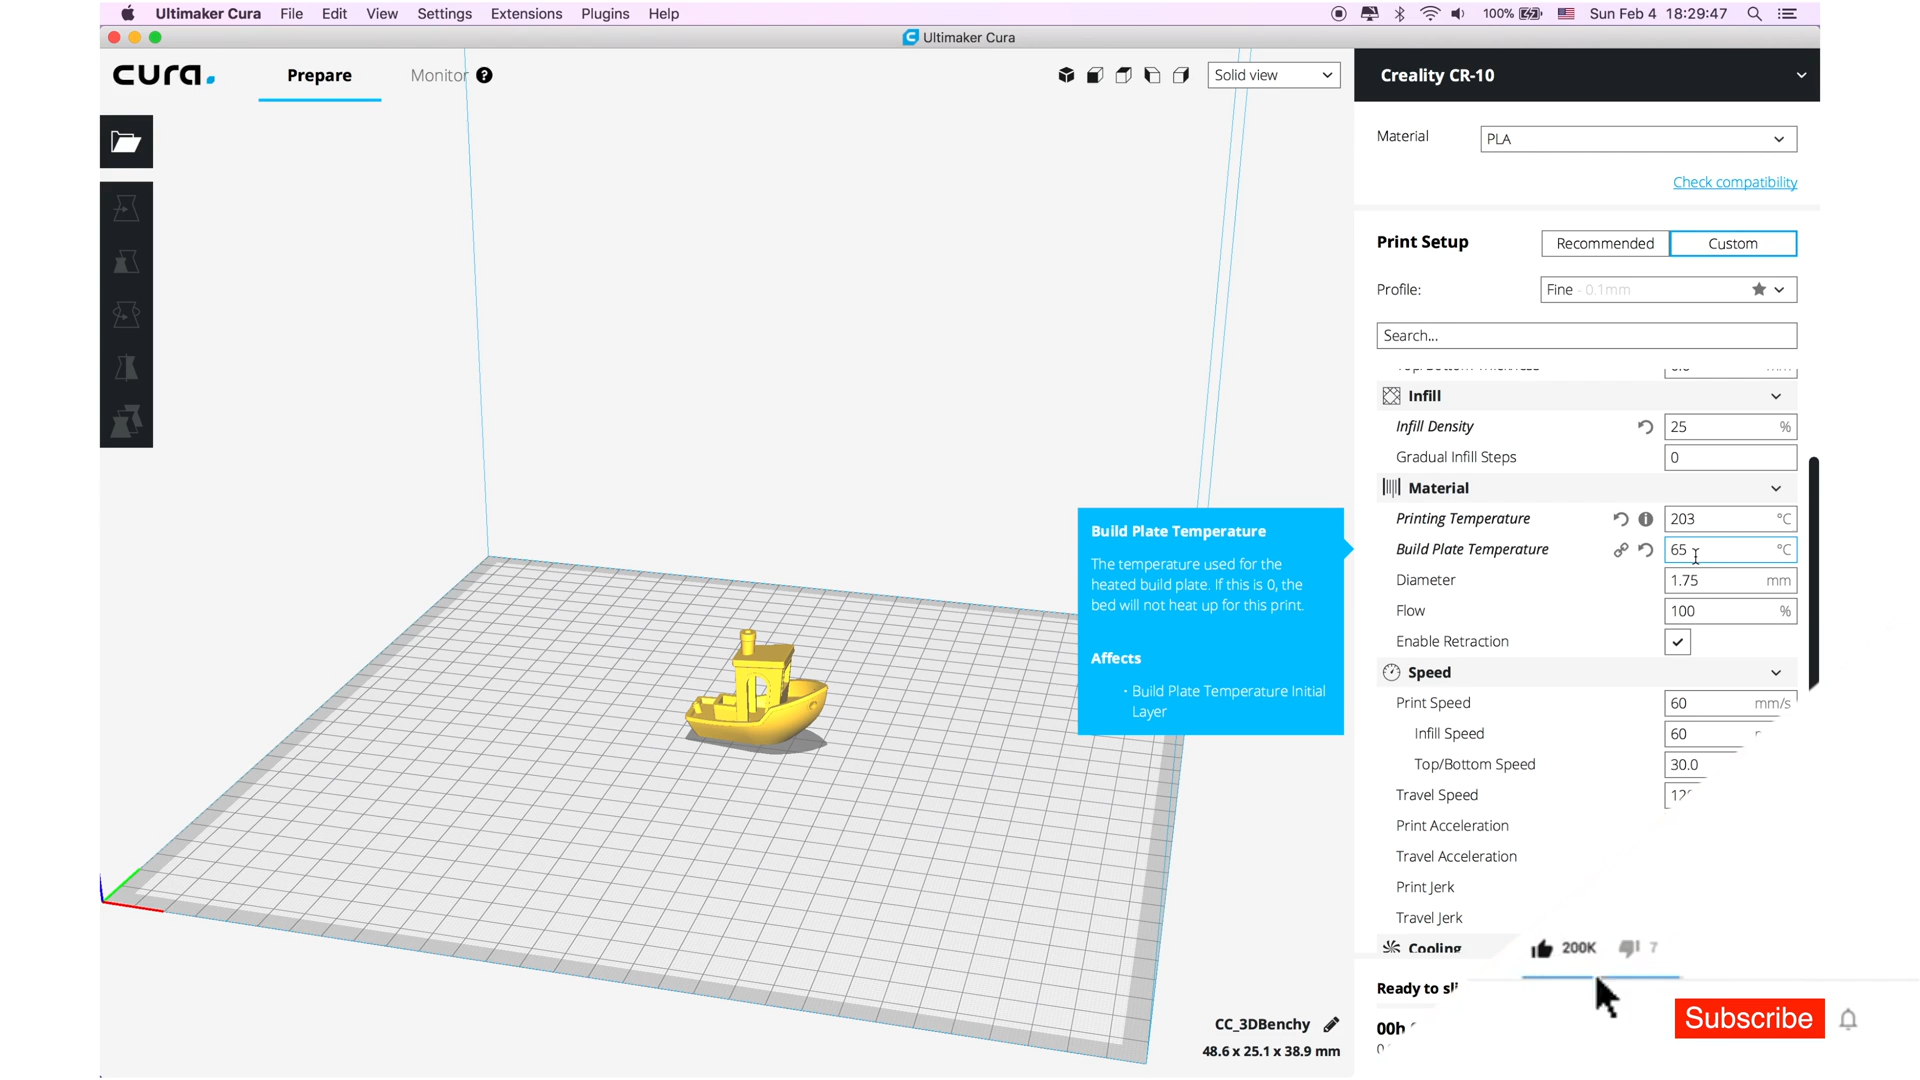 Ultimaker Cura File Edit View Settings Extensions Plugins Help 100% Sun Feb 4 18:29:47
Ultimaker Cura
cura.
Prepare Monitor ?
Solid view
Creality CR-10
Material PLA
Check compatibility
Print Setup Recommended Custom
Profile: Fine - 0.1mm
Search...
Infill
Infill Density 25 %
Gradual Infill Steps 0
Material
Printing Temperature 203 °C
Build Plate Temperature 65 °C
Diameter 1.75 mm
Flow 100 %
Enable Retraction
Speed
Print Speed 60 mm/s
Infill Speed 60
Top/Bottom Speed 30.0
Travel Speed
Print Acceleration
Travel Acceleration
Print Jerk
Travel Jerk
Cooling
Build Plate Temperature
The temperature used for the
heated build plate. If this is 0, the
bed will not heat up for this print.
Affects
· Build Plate Temperature Initial
Layer
Ready to sli
00h
CC_3DBenchy
48.6 x 25.1 x 38.9 mm
200K 7
Subscribe